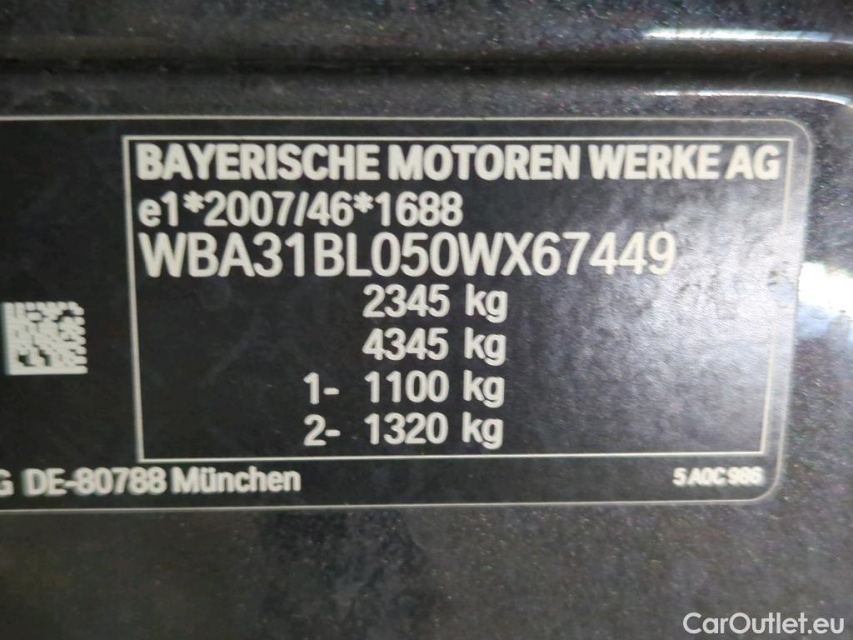 BAYERISCHE MOTOREN WERKE AG
e1*2007/46*1688
WBA31BL050WX67449
2345 kg
4345 kg
1- 1100 kg
2- 1320 kg
G DE-80788 München
5 A0C 986
CarOutlet.eu